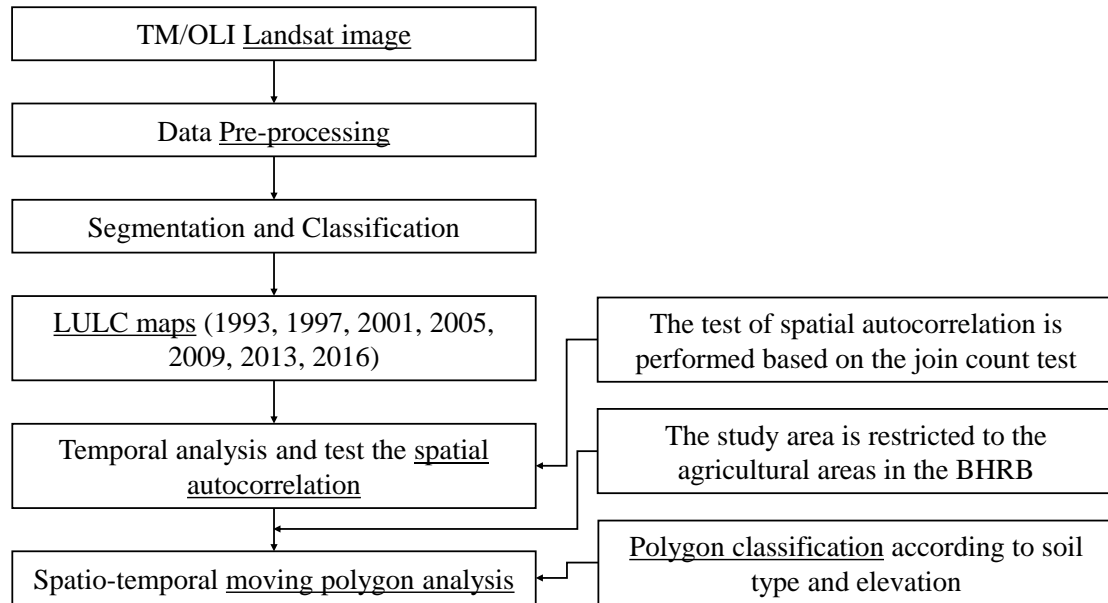 TM/OLI Landsat image
Data Pre-processing
Segmentation and Classification
LULC maps (1993, 1997, 2001, 2005,
2009, 2013, 2016)
The test of spatial autocorrelation is
performed based on the join count test
Temporal analysis and test the spatial
autocorrelation
The study area is restricted to the
agricultural areas in the BHRB
Spatio-temporal moving polygon analysis
Polygon classification according to soil
type and elevation